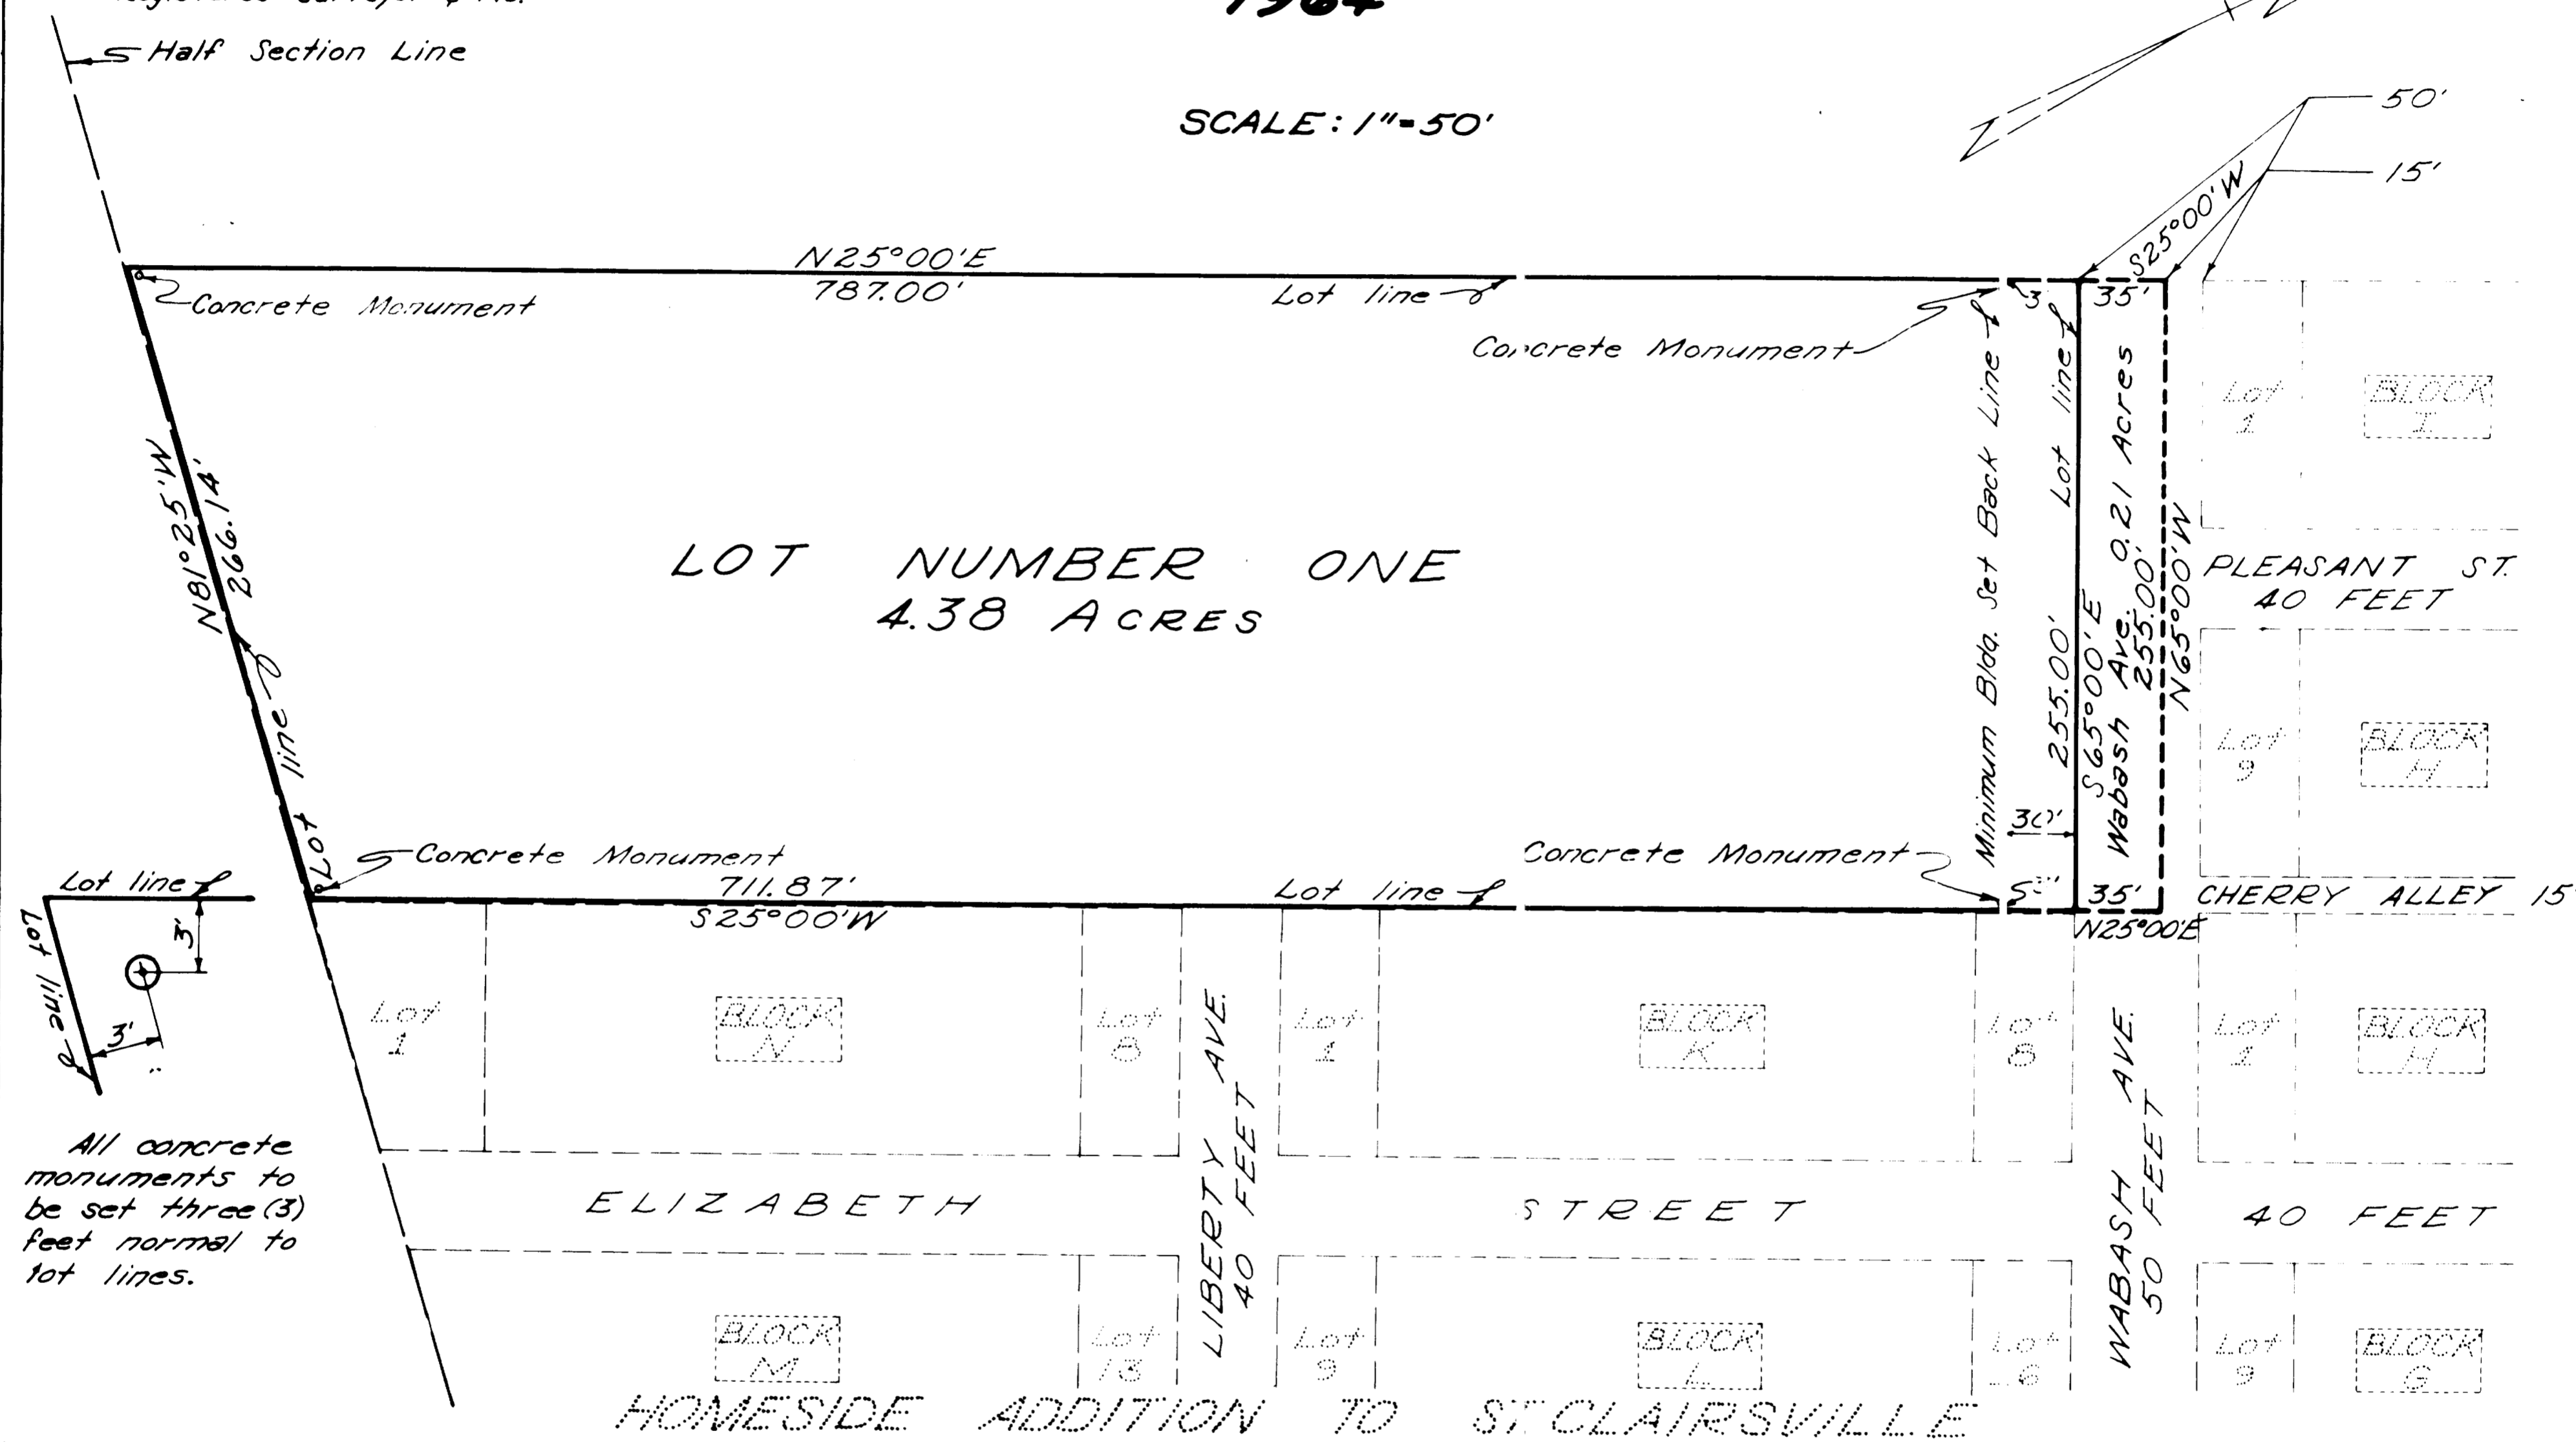 1964
Half Section Line
SCALE: 1"=50'
50'
15'
S25°00'W
N25°00'E
787.00'
Lot line
Concrete Monument
Concrete Monument
3
35'
Minimum Bldg. Set Back Line
Lot line
255.00'
S65°00'E
Wabash Ave. 0.21 Acres
255.00'
N65°00'W
30'
N81°25'W
266.14'
Lot line
LOT NUMBER ONE
4.38 ACRES
Lot
1
BLOCK
I
PLEASANT ST.
40 FEET
Lot
9
BLOCK
H
Concrete Monument
Concrete Monument
711.87'
S25°00'W
Lot line
35'
N25°00'E
CHERRY ALLEY 15'
Lot line
Lot line
3'
3'
All concrete
monuments to
be set three (3)
feet normal to
lot lines.
Lot
1
BLOCK
N
Lot
8
LIBERTY AVE.
40 FEET
Lot
1
BLOCK
K
Lot
8
WABASH AVE.
50 FEET
Lot
1
BLOCK
H
ELIZABETH STREET
40 FEET
BLOCK
M
Lot
13
Lot
9
BLOCK
L
Lot
6
Lot
9
BLOCK
G
HOMESIDE ADDITION TO ST. CLAIRSVILLE